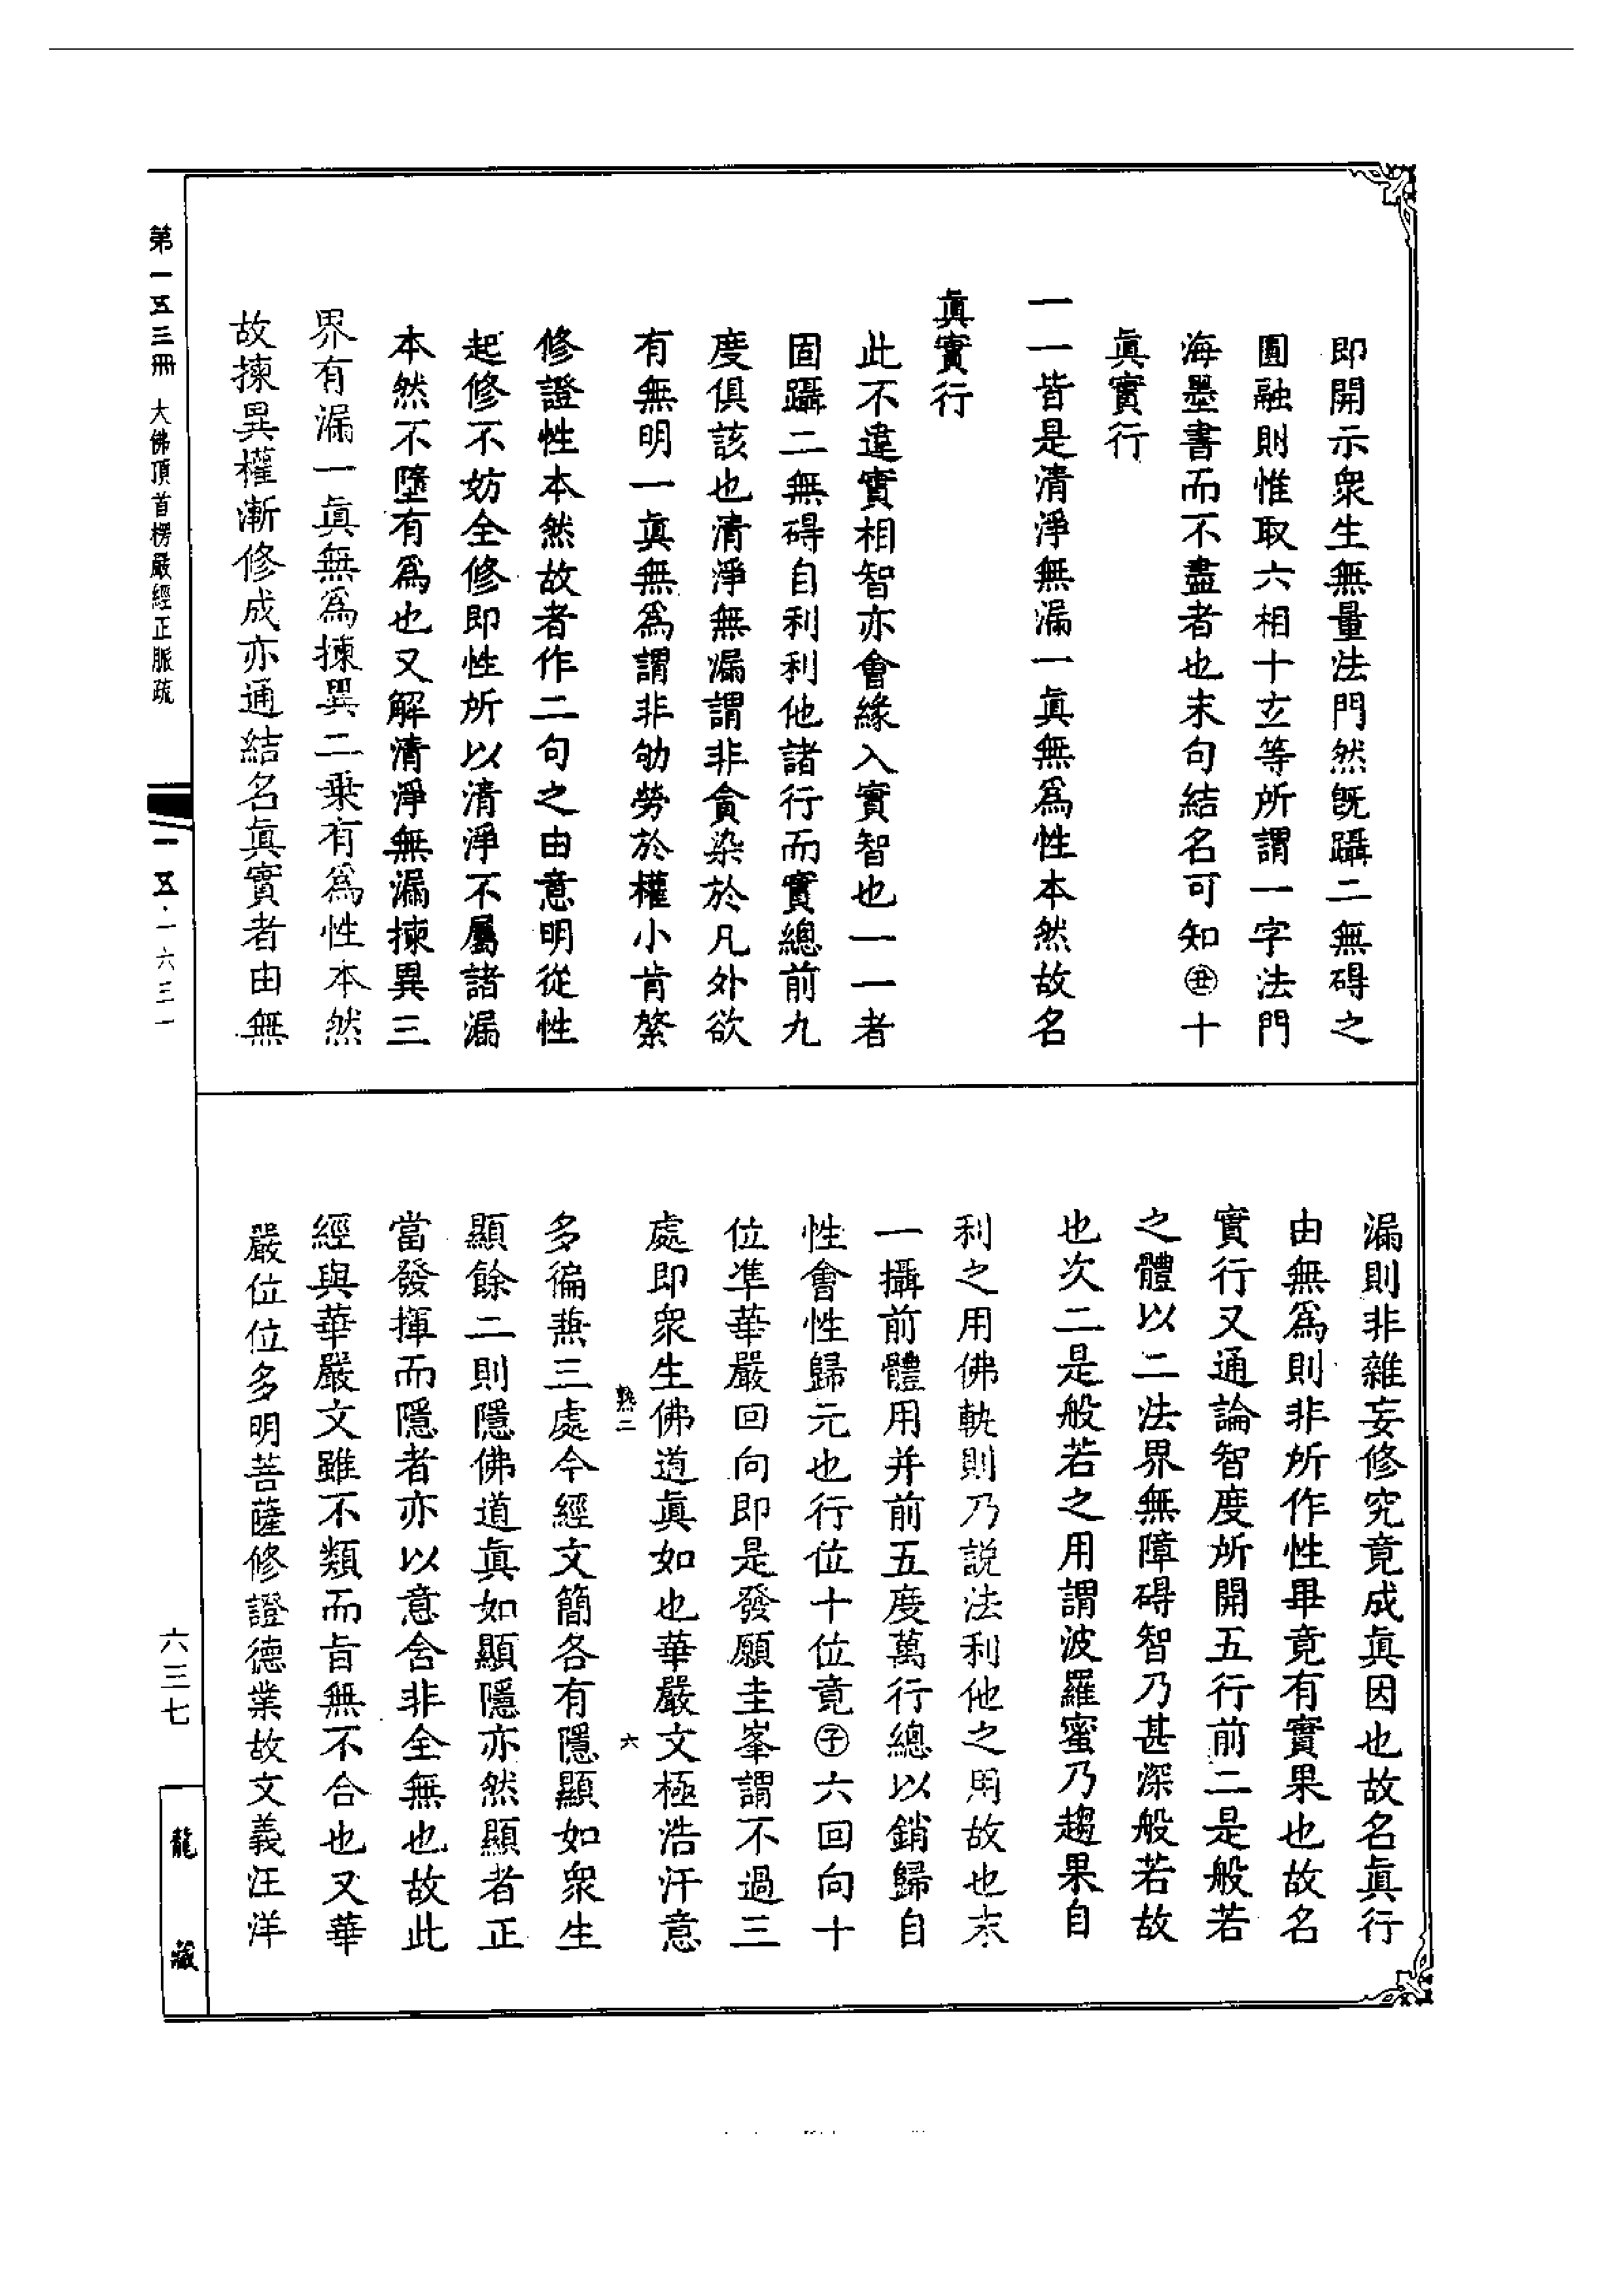 即開示衆生無量法門然旣躡二無碍之
圓融則惟取六相十玄等所謂一字法門
海墨書而不盡者也末句結名可知㊄十
眞實行
一一皆是清淨無漏一眞無爲性本然故名
眞實行
此不違實相智亦會緣入實智也一一者
固躡二無碍自利利他諸行而實總前九
度俱該也清淨無漏謂非貪染於凡外欲
有無明一眞無爲謂非劬勞於權小肯綮
修證性本然故者作二句之由意明從性
起修不妨全修即性所以清淨不屬諸漏
本然不墮有爲也又解清淨無漏揀異三
界有漏一眞無爲揀異二乘有爲性本然
故揀異權漸修成亦通結名眞實者由無
漏則非雜妄修究竟成眞因也故名眞行
由無爲則非所作性畢竟有實果也故名
實行又通論智度所開五行前二是般若
之體以二法界無障碍智乃甚深般若故
也次二是般若之用謂波羅蜜乃趨果自
利之用佛軌則乃説法利他之用故也末
一攝前體用并前五度萬行總以銷歸自
性會性歸元也行位十位竟㊉六回向十
位準華嚴回向即是發願圭峯謂不過三
處即衆生佛道眞如也華嚴文極浩汗意
熟二 六
多徧兼三處今經文簡各有隱顯如衆生
顯餘二則隱佛道眞如顯隱亦然顯者正
當發揮而隱者亦以意含非全無也故此
經與華嚴文雖不類而旨無不合也又華
嚴位位多明菩薩修證德業故文義汪洋
第一五三冊 大佛頂首楞嚴經正脈疏
一五·一六三一
六三七
龍藏